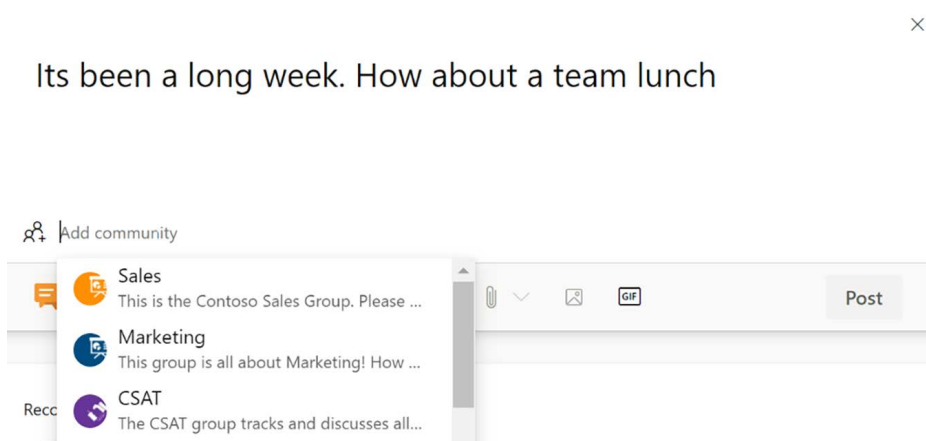 Its been a long week. How about a team lunch
Add community
Sales
This is the Contoso Sales Group. Please ...
GIF
Post
Marketing
This group is all about Marketing! How ...
CSAT
The CSAT group tracks and discusses all...
Reco